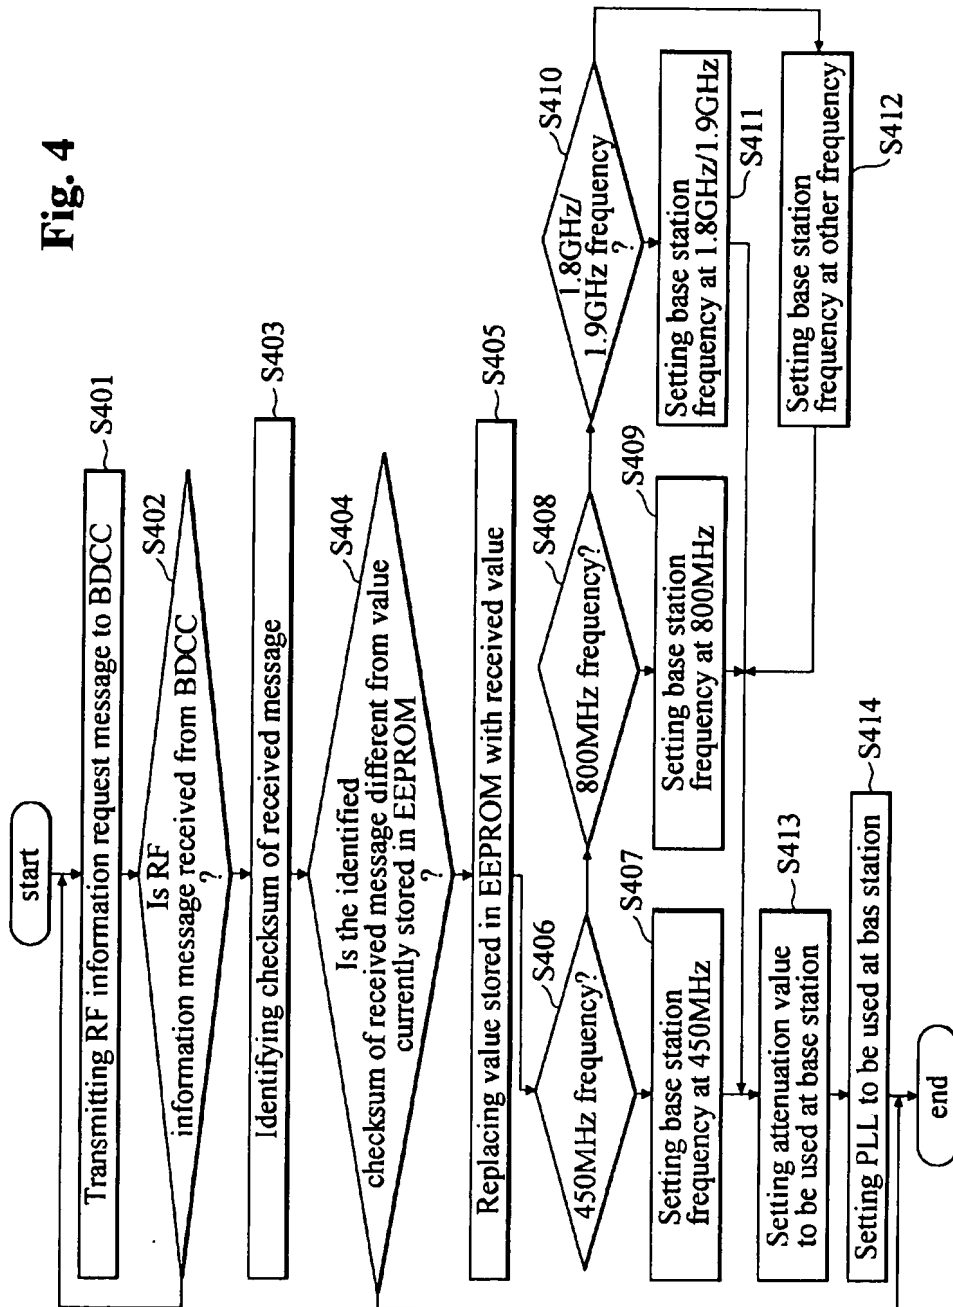 Fig. 4
start
Transmitting RF information request message to BDCC
S401
Is RF
information message received from BDCC
?
S402
Identifying checksum of received message
S403
Is the identified
checksum of received message different from value
currently stored in EEPROM
?
S404
Replacing value stored in EEPROM with received value
S405
450MHz frequency?
S406
Setting base station
frequency at 450MHz
S407
800MHz frequency?
S408
Setting base station
frequency at 800MHz
S409
1.8GHz/
1.9GHz frequency
?
S410
Setting base station
frequency at 1.8GHz/1.9GHz
S411
Setting base station
frequency at other frequency
S412
Setting attenuation value
to be used at base station
S413
Setting PLL to be used at bas station
S414
end